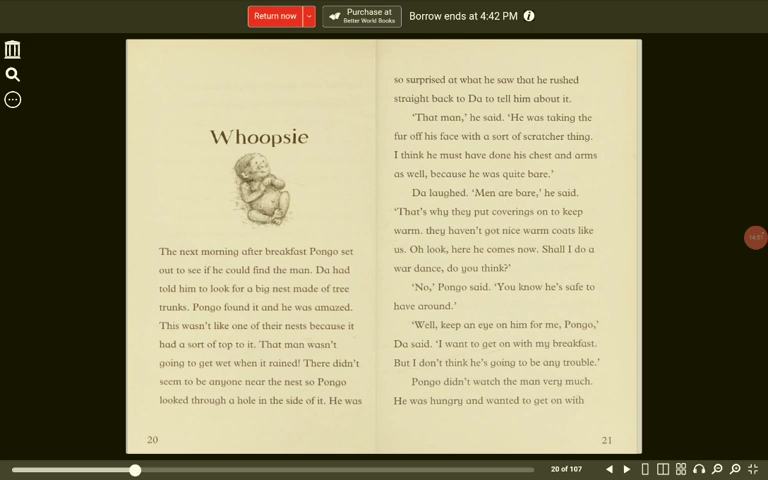 Return now
Purchase at
Better World Books
Borrow ends at 4:42 PM
Whoopsie
The next morning after breakfast Pongo set
out to see if he could find the man. Da had
told him to look for a big nest made of tree
trunks. Pongo found it and he was amazed.
This wasn't like one of their nests because it
had a sort of top to it. That man wasn't
going to get wet when it rained! There didn't
seem to be anyone near the nest so Pongo
looked through a hole in the side of it. He was
20
so surprised at what he saw that he rushed
straight back to Da to tell him about it.
'That man,' he said. 'He was taking the
fur off his face with a sort of scratcher thing.
I think he must have done his chest and arms
as well, because he was quite bare.'
Da laughed. 'Men are bare,' he said.
'That's why they put coverings on to keep
warm. they haven't got nice warm coats like
us. Oh look, here he comes now. Shall I do a
war dance, do you think?'
'No,' Pongo said. 'You know he's safe to
have around.'
'Well, keep an eye on him for me, Pongo,'
Da said. 'I want to get on with my breakfast.
But I don't think he's going to be any trouble.'
Pongo didn't watch the man very much.
He was hungry and wanted to get on with
21
14:51
20 of 107